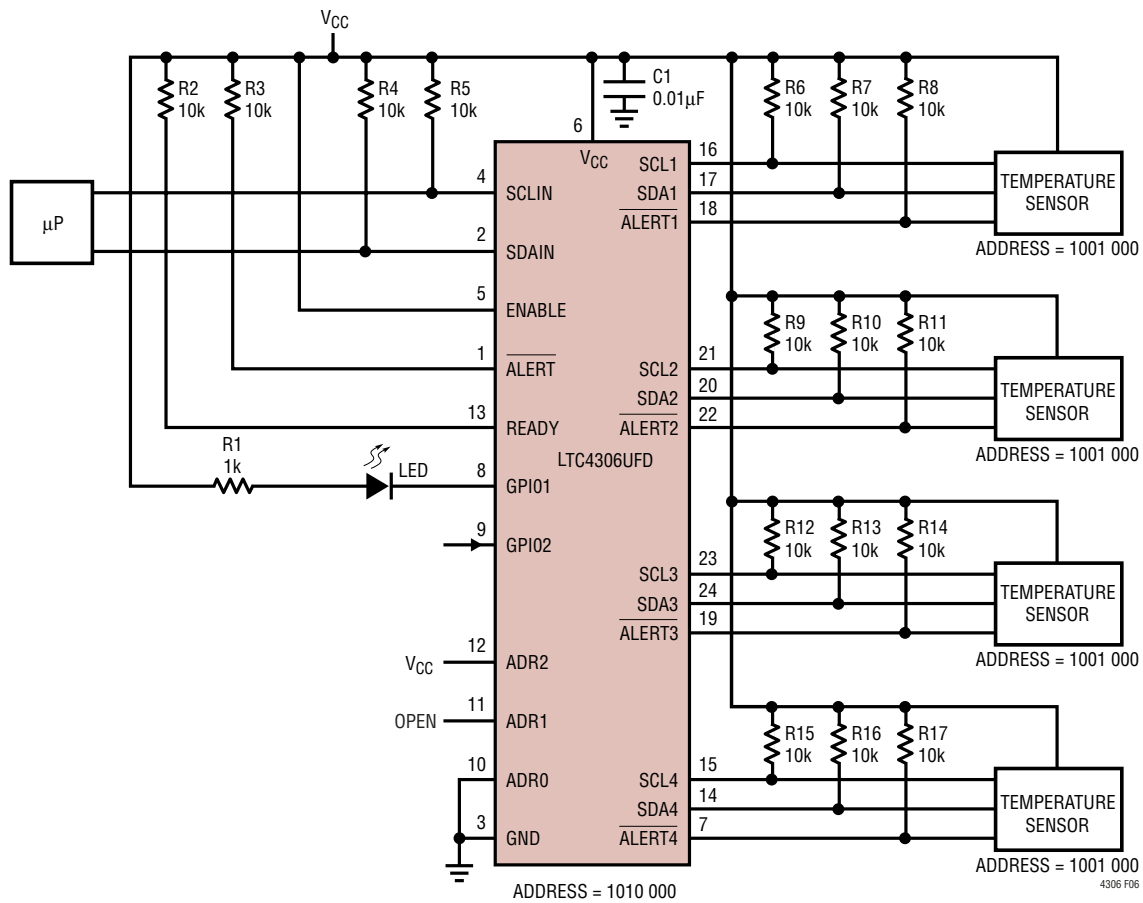 VCC
R2
10k
R3
10k
R4
10k
R5
10k
C1
0.01µF
R6
10k
R7
10k
R8
10k
6
VCC
µP
4
SCLIN
2
SDAIN
5
ENABLE
1
ALERT
13
READY
R1
1k
LED
8
GPI01
9
GPI02
VCC
12
ADR2
OPEN
11
ADR1
10
ADR0
3
GND
LTC4306UFD
ADDRESS = 1010 000
SCL1
16
SDA1
17
ALERT1
18
TEMPERATURE
SENSOR
ADDRESS = 1001 000
R9
10k
R10
10k
R11
10k
SCL2
21
SDA2
20
ALERT2
22
TEMPERATURE
SENSOR
ADDRESS = 1001 000
R12
10k
R13
10k
R14
10k
SCL3
23
SDA3
24
ALERT3
19
TEMPERATURE
SENSOR
ADDRESS = 1001 000
R15
10k
R16
10k
R17
10k
SCL4
15
SDA4
14
ALERT4
7
TEMPERATURE
SENSOR
ADDRESS = 1001 000
4306 F06